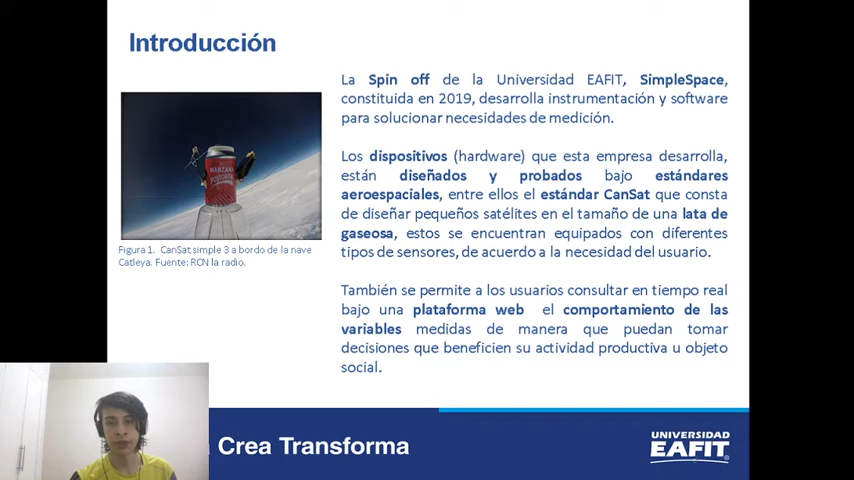 Introducción
La Spin off de la Universidad EAFIT, SimpleSpace,
constituida en 2019, desarrolla instrumentación y software
para solucionar necesidades de medición.
MANZANA
POSTOBÓN
Figura 1. CanSat simple 3 a bordo de la nave
Catleya. Fuente: RCN la radio.
Los dispositivos (hardware) que esta empresa desarrolla,
están diseñados y probados bajo estándares
aeroespaciales, entre ellos el estándar CanSat que consta
de diseñar pequeños satélites en el tamaño de una lata de
gaseosa, estos se encuentran equipados con diferentes
tipos de sensores, de acuerdo a la necesidad del usuario.
También se permite a los usuarios consultar en tiempo real
bajo una plataforma web el comportamiento de las
variables medidas de manera que puedan tomar
decisiones que beneficien su actividad productiva u objeto
social.
Crea Transforma
UNIVERSIDAD
EAFIT